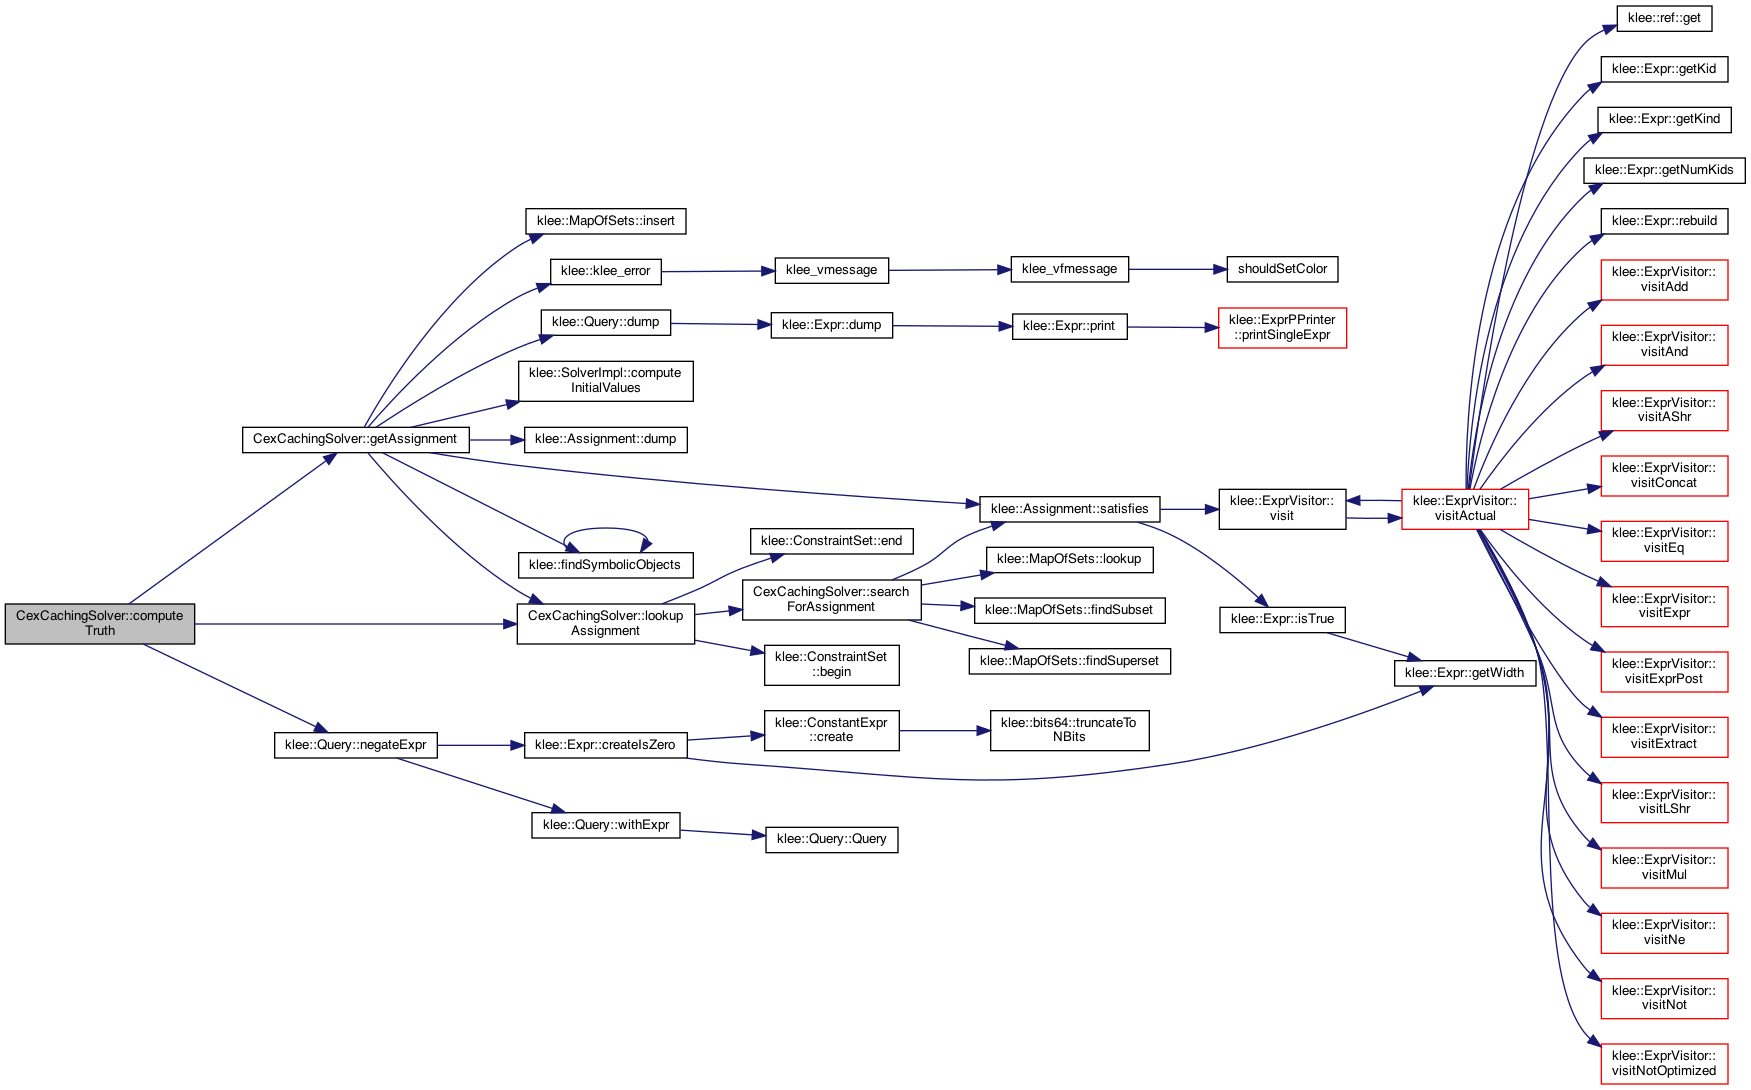 CexCachingSolver::compute
Truth
CexCachingSolver::getAssignment
klee::Query::negateExpr
klee::MapOfSets::insert
klee::klee_error
klee::Query::dump
klee::SolverImpl::compute
InitialValues
klee::Assignment::dump
klee::findSymbolicObjects
CexCachingSolver::lookup
Assignment
klee::Expr::createIsZero
klee::Query::withExpr
klee_vmessage
klee::Expr::dump
klee::ConstraintSet::end
CexCachingSolver::search
ForAssignment
klee::ConstraintSet
::begin
klee::ConstantExpr
::create
klee::Query::Query
klee_vfmessage
klee::Expr::print
klee::Assignment::satisfies
klee::MapOfSets::lookup
klee::MapOfSets::findSubset
klee::MapOfSets::findSuperset
klee::bits64::truncateTo
NBits
shouldSetColor
klee::ExprPPrinter
::printSingleExpr
klee::ExprVisitor::
visit
klee::Expr::isTrue
klee::ExprVisitor::
visitActual
klee::Expr::getWidth
klee::ref::get
klee::Expr::getKid
klee::Expr::getKind
klee::Expr::getNumKids
klee::Expr::rebuild
klee::ExprVisitor::
visitAdd
klee::ExprVisitor::
visitAnd
klee::ExprVisitor::
visitAShr
klee::ExprVisitor::
visitConcat
klee::ExprVisitor::
visitEq
klee::ExprVisitor::
visitExpr
klee::ExprVisitor::
visitExprPost
klee::ExprVisitor::
visitExtract
klee::ExprVisitor::
visitLShr
klee::ExprVisitor::
visitMul
klee::ExprVisitor::
visitNe
klee::ExprVisitor::
visitNot
klee::ExprVisitor::
visitNotOptimized